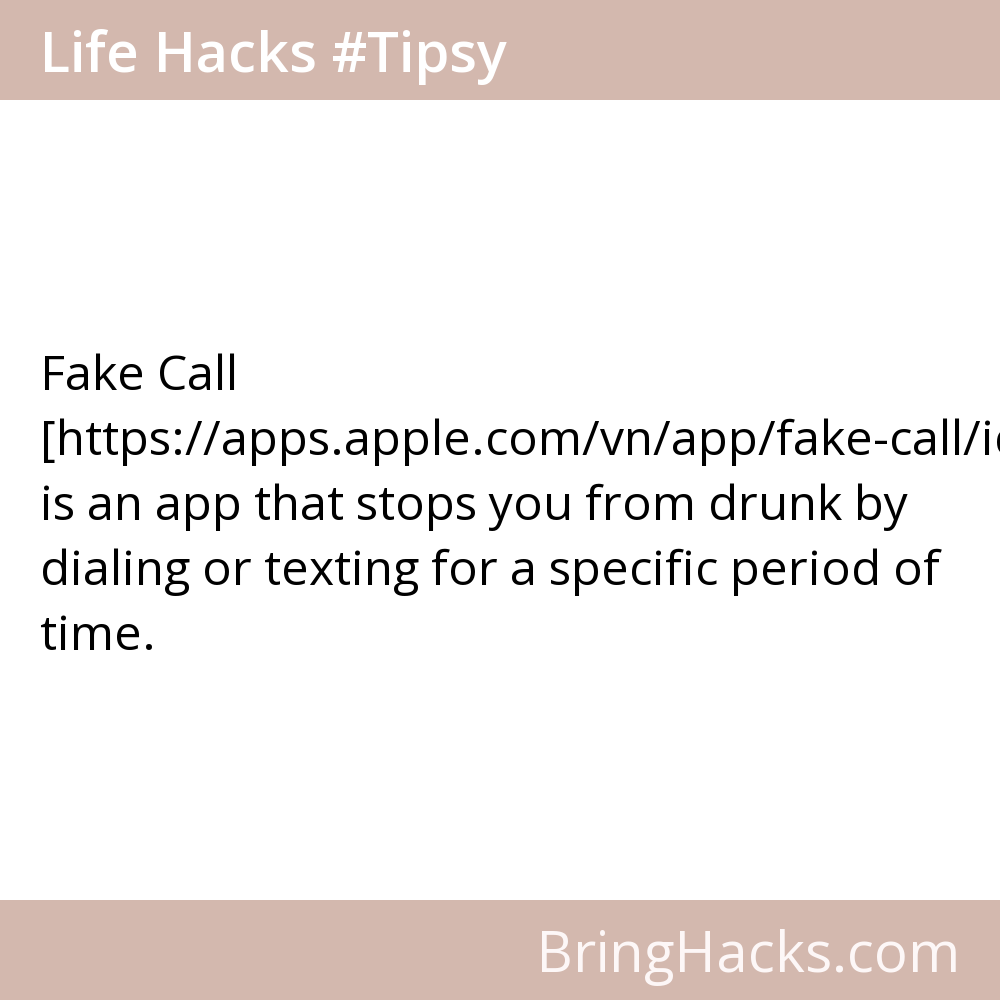 Life Hacks #Tipsy
Fake Call
[https://apps.apple.com/vn/app/fake-call/i
is an app that stops you from drunk by
dialing or texting for a specific period of
time.
BringHacks.com